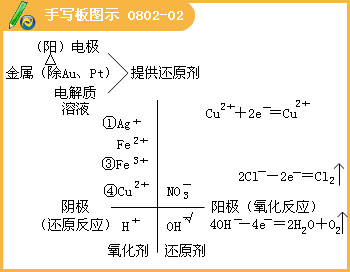 手写板图示 0802-02
（阳）电极
金属（除Au、Pt）
提供还原剂
电解质
溶液
①Ag⁺
Cu²⁺＋2e⁻＝Cu²⁺
Fe²⁺
③Fe³⁺
2Cl⁻－2e⁻＝Cl₂↑
④Cu²⁺ NO₃⁻
阴极 阳极（氧化反应）
（还原反应） H⁺ OH⁻ 4OH⁻－4e⁻＝2H₂O＋O₂↑
氧化剂 还原剂